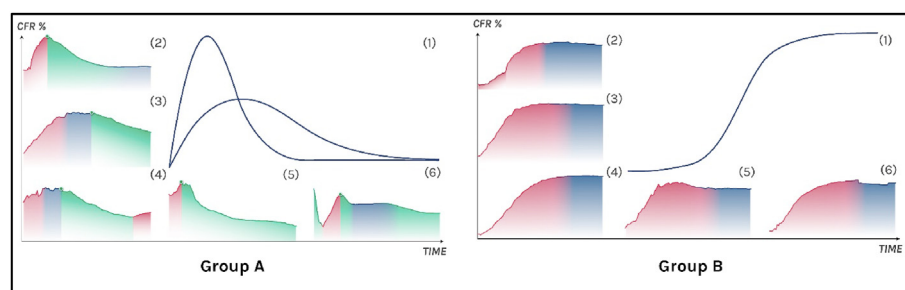 CFR %
(2)
(1)
(3)
(4)
(5)
(6)
TIME
Group A
CFR %
(2)
(1)
(3)
(4)
(5)
(6)
TIME
Group B